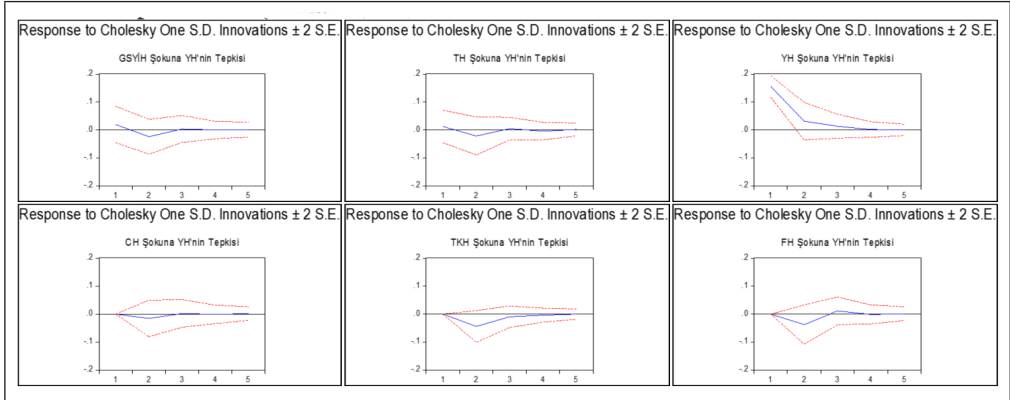 Response to Cholesky One S.D. Innovations ± 2 S.E.
GSYİH Şokuna YH'nin Tepkisi
.2
.1
.0
-.1
-.2
1 2 3 4 5
Response to Cholesky One S.D. Innovations ± 2 S.E.
TH Şokuna YH'nin Tepkisi
.2
.1
.0
-.1
-.2
1 2 3 4 5
Response to Cholesky One S.D. Innovations ± 2 S.E.
YH Şokuna YH'nin Tepkisi
.2
.1
.0
-.1
-.2
1 2 3 4 5
Response to Cholesky One S.D. Innovations ± 2 S.E.
CH Şokuna YH'nin Tepkisi
.2
.1
.0
-.1
-.2
1 2 3 4 5
Response to Cholesky One S.D. Innovations ± 2 S.E.
TKH Şokuna YH'nin Tepkisi
.2
.1
.0
-.1
-.2
1 2 3 4 5
Response to Cholesky One S.D. Innovations ± 2 S.E.
FH Şokuna YH'nin Tepkisi
.2
.1
.0
-.1
-.2
1 2 3 4 5